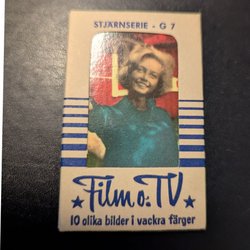 STJÄRNSERIE - G 7
Film o. TV
10 olika bilder i vackra färger